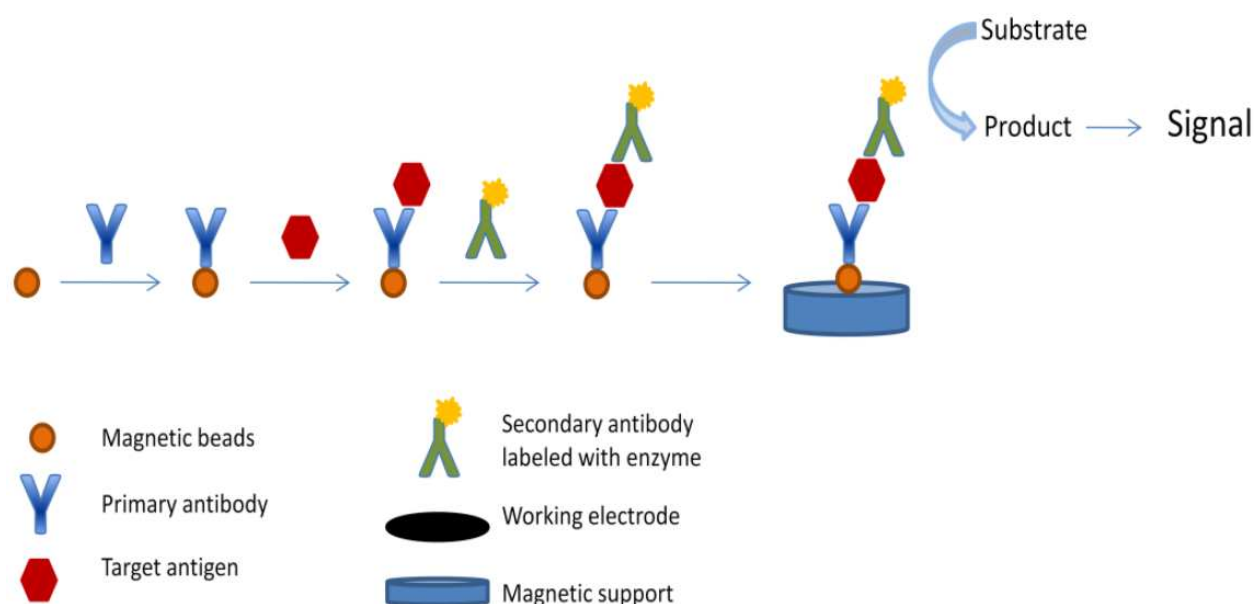 Substrate
Product
Signal
Magnetic beads
Primary antibody
Target antigen
Secondary antibody
labeled with enzyme
Working electrode
Magnetic support